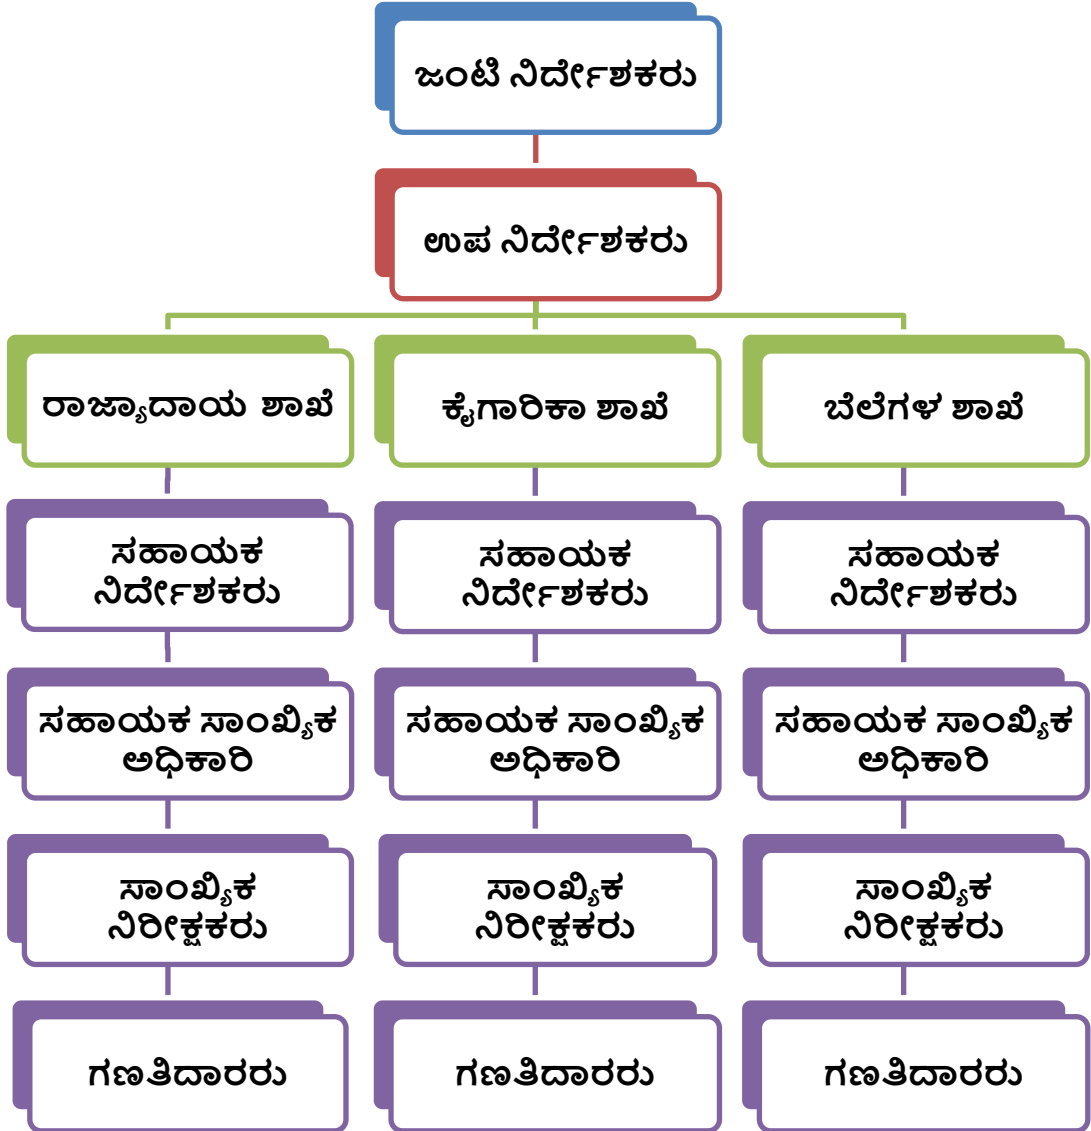 ಜಂಟಿ ನಿರ್ದೇಶಕರು
ಉಪ ನಿರ್ದೇಶಕರು
ರಾಜ್ಯಾದಾಯ ಶಾಖೆ
ಕೈಗಾರಿಕಾ ಶಾಖೆ
ಬೆಲೆಗಳ ಶಾಖೆ
ಸಹಾಯಕ
ನಿರ್ದೇಶಕರು
ಸಹಾಯಕ
ನಿರ್ದೇಶಕರು
ಸಹಾಯಕ
ನಿರ್ದೇಶಕರು
ಸಹಾಯಕ ಸಾಂಖ್ಯಿಕ
ಅಧಿಕಾರಿ
ಸಹಾಯಕ ಸಾಂಖ್ಯಿಕ
ಅಧಿಕಾರಿ
ಸಹಾಯಕ ಸಾಂಖ್ಯಿಕ
ಅಧಿಕಾರಿ
ಸಾಂಖ್ಯಿಕ
ನಿರೀಕ್ಷಕರು
ಸಾಂಖ್ಯಿಕ
ನಿರೀಕ್ಷಕರು
ಸಾಂಖ್ಯಿಕ
ನಿರೀಕ್ಷಕರು
ಗಣತಿದಾರರು
ಗಣತಿದಾರರು
ಗಣತಿದಾರರು